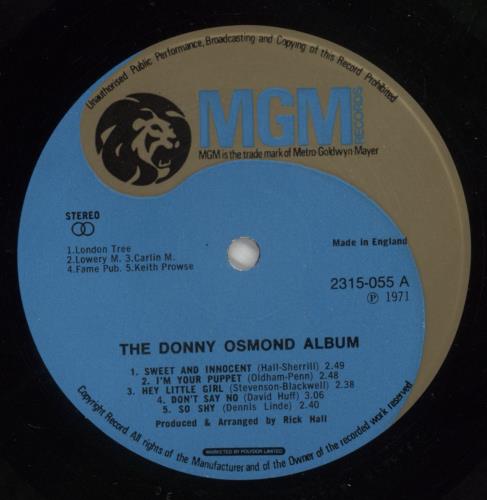 Unauthorised Public Performance, Broadcasting and Copying of this Record Prohibited
MGM
RECORDS
MGM is the trade mark of Metro-Goldwyn-Mayer
STEREO
1.London Tree
2.Lowery M. 3.Carlin M.
4.Fame Pub. 5.Keith Prowse
Made in England
2315-055 A
Ⓟ 1971
THE DONNY OSMOND ALBUM
1. SWEET AND INNOCENT (Hall-Sherrill) 2.49
2. I'M YOUR PUPPET (Oldham-Penn) 2.48
3. HEY LITTLE GIRL (Stevenson-Blackwell) 2.38
4. DON'T SAY NO (David Huff) 3.06
5. SO SHY (Dennis Linde) 2.40
Produced & Arranged by Rick Hall
MARKETED BY POLYDOR LIMITED
Copyright Record. All rights of the Manufacturer and of the Owner of the recorded work reserved